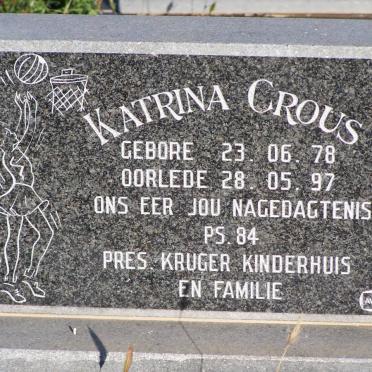 KATRINA CROUS
GEBORE 23. 06. 78
OORLEDE 28. 05. 97
ONS EER JOU NAGEDAGTENIS
PS. 84
PRES. KRUGER KINDERHUIS
EN FAMILIE